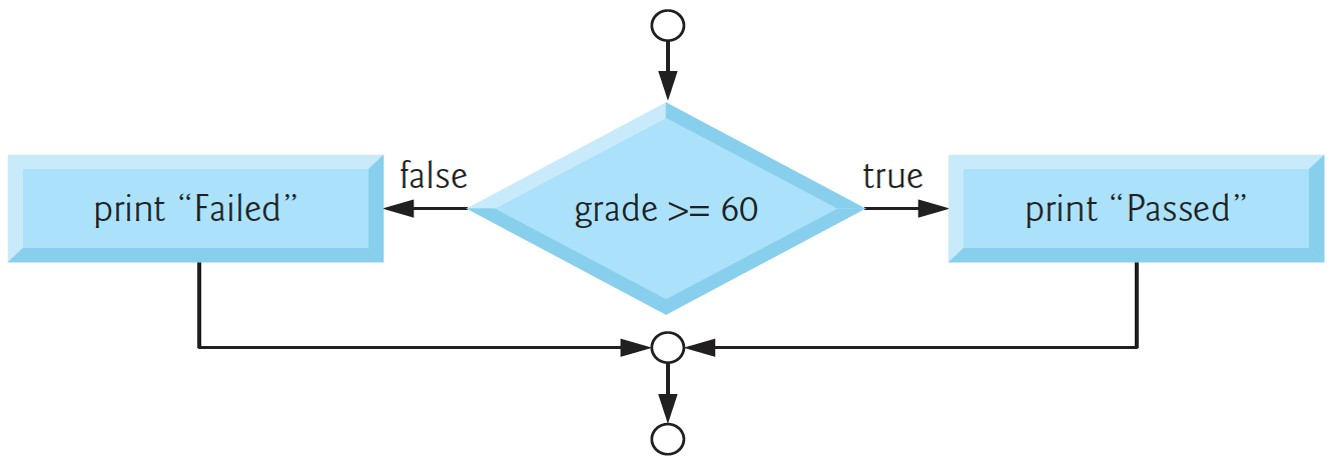 false
true
print “Failed”
grade >= 60
print “Passed”